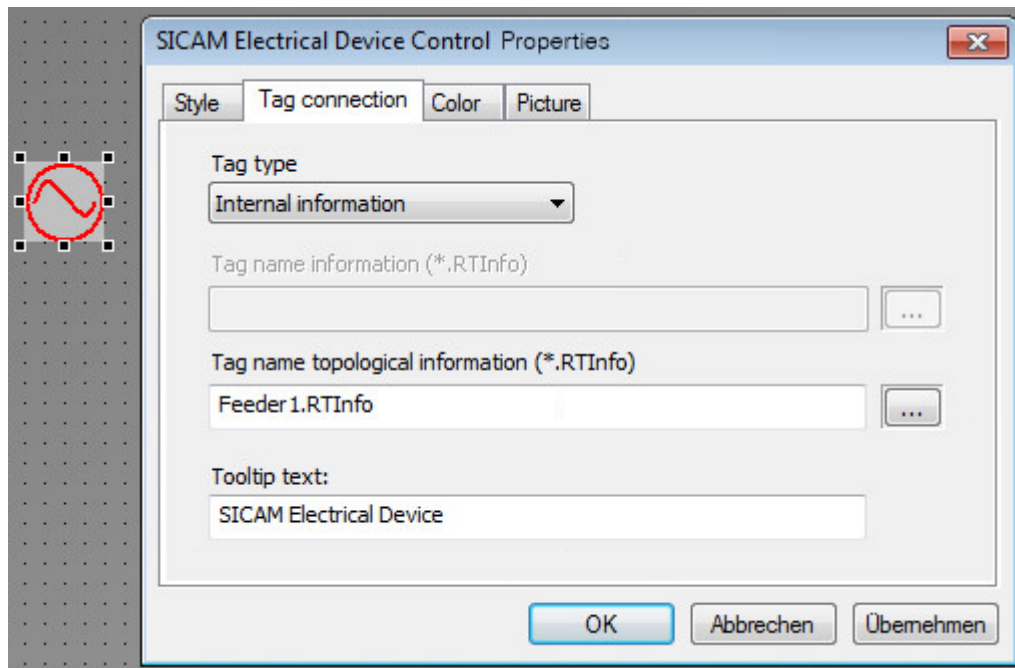 SICAM Electrical Device Control Properties
Style Tag connection Color Picture
Tag type
Internal information
Tag name information (*.RTInfo)
...
Tag name topological information (*.RTInfo)
Feeder1.RTInfo ...
Tooltip text:
SICAM Electrical Device
OK Abbrechen Übernehmen